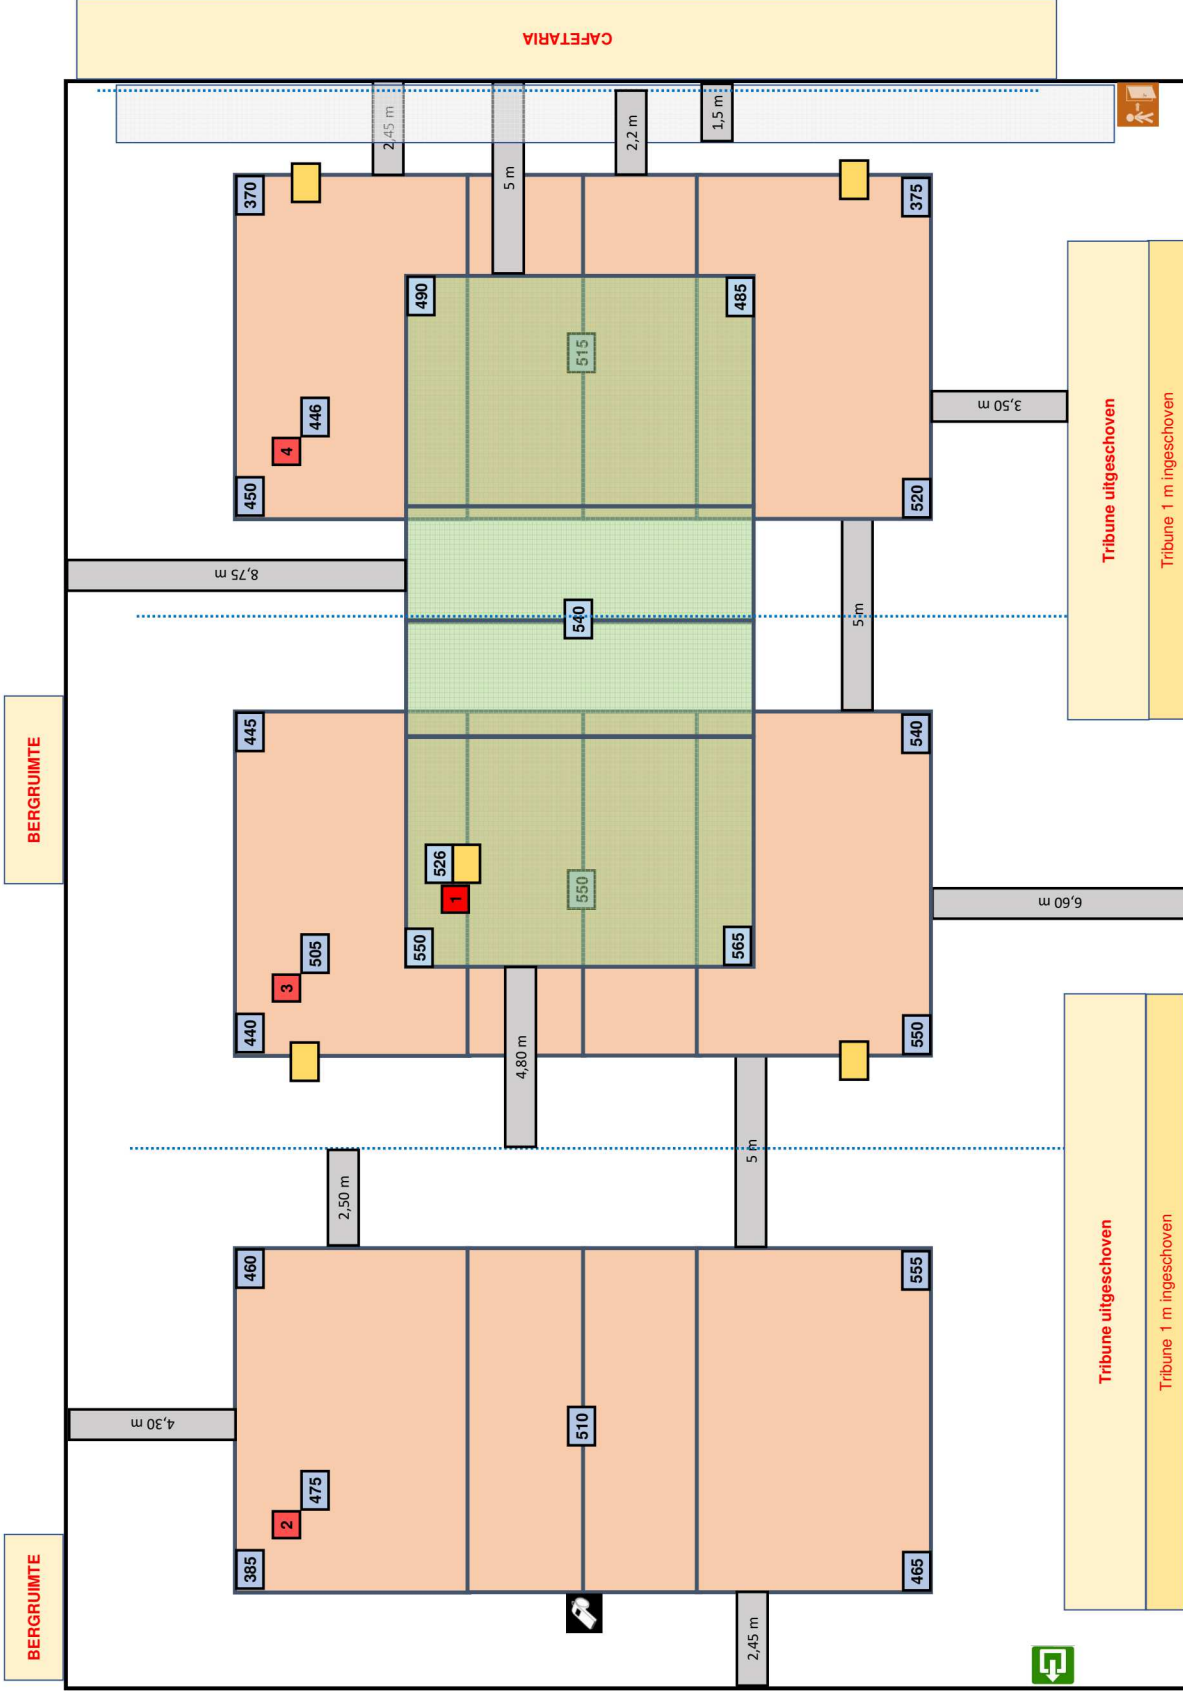 CAFETARIA
2,45 m
5 m
2,2 m
1,5 m
370
375
490
485
515
446
4
450
520
3,50 m
Tribune uitgeschoven
Tribune 1 m ingeschoven
8,75 m
540
5 m
BERGRUIMTE
445
540
526
1
550
550
565
505
3
440
550
6,60 m
4,80 m
5 m
2,50 m
460
555
4,30 m
510
475
2
385
465
Tribune uitgeschoven
Tribune 1 m ingeschoven
BERGRUIMTE
2,45 m